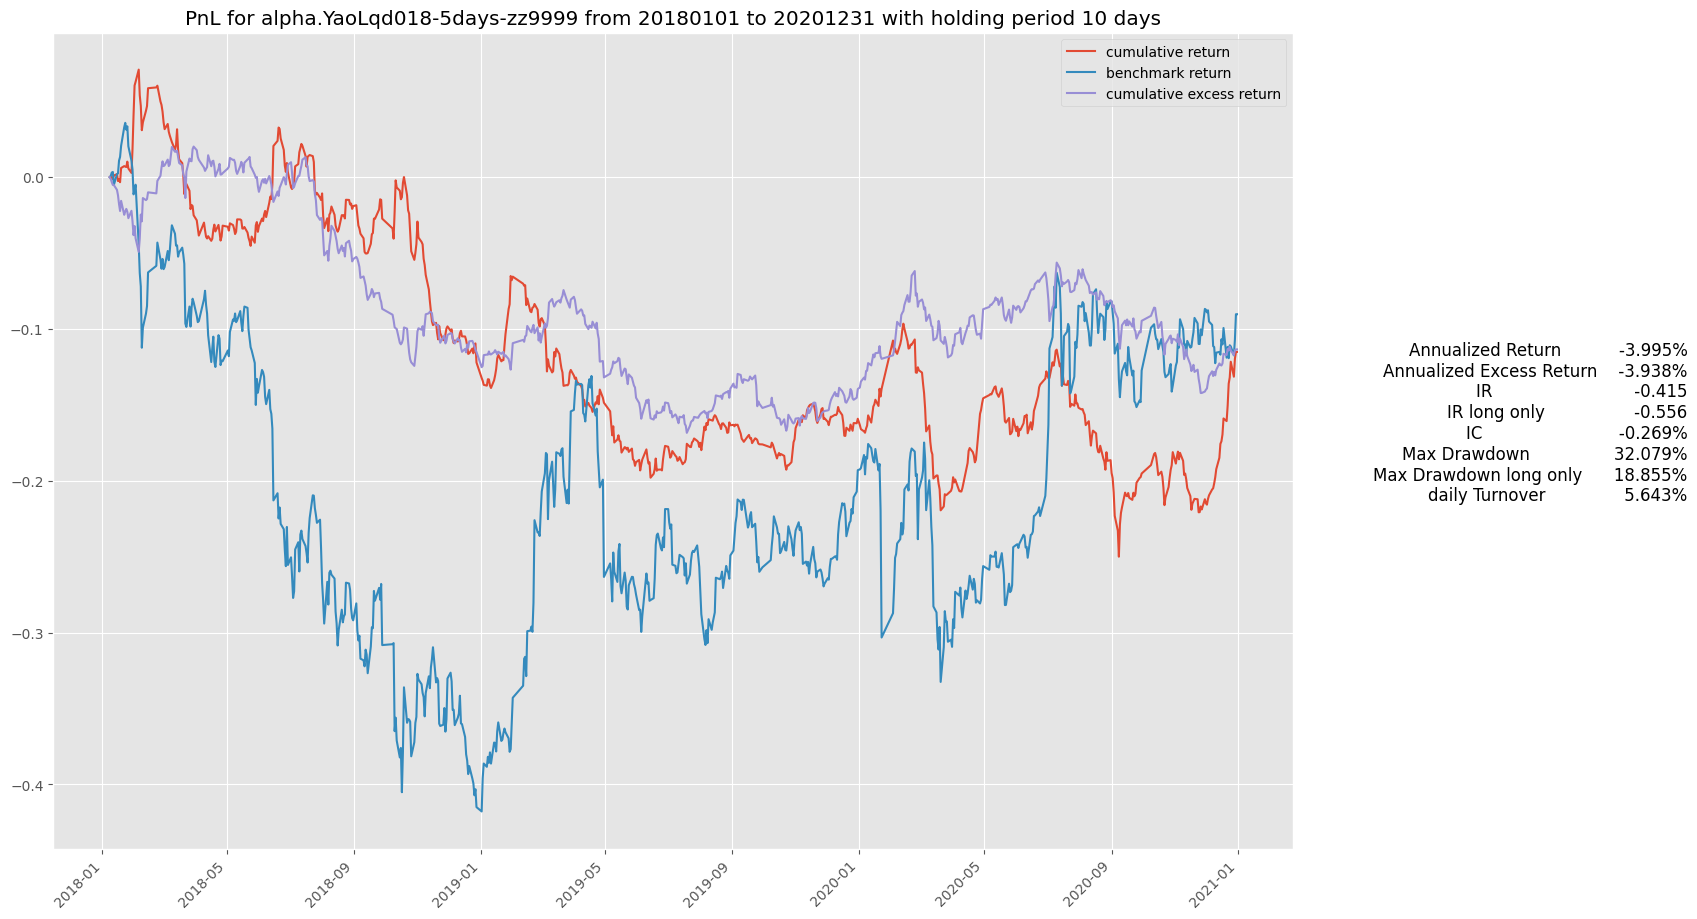 PnL for alpha.YaoLqd018-5days-zz9999 from 20180101 to 20201231 with holding period 10 days
cumulative return
benchmark return
cumulative excess return
0.0
−0.1
−0.2
−0.3
−0.4
2018-01
2018-05
2018-09
2019-01
2019-05
2019-09
2020-01
2020-05
2020-09
2021-01
Annualized Return -3.995%
Annualized Excess Return -3.938%
IR -0.415
IR long only -0.556
IC -0.269%
Max Drawdown 32.079%
Max Drawdown long only 18.855%
daily Turnover 5.643%